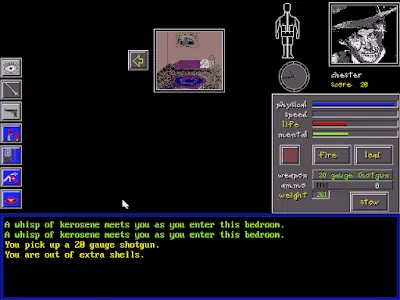 chester
score 20
physical
speed
life
mental
fire
load
weapon 20 gauge Shotgun
ammo 0
weight 261
stow
A whisp of kerosene meets you as you enter this bedroom.
A whisp of kerosene meets you as you enter this bedroom.
You pick up a 20 gauge shotgun.
You are out of extra shells.